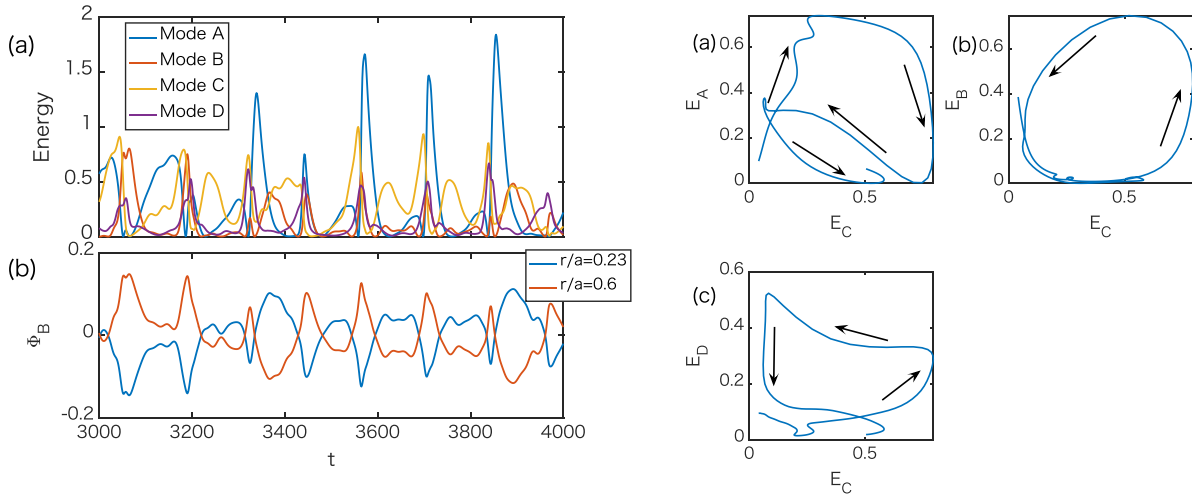 (a)
Energy
2
1.5
1
0.5
0
Mode A
Mode B
Mode C
Mode D
(b)
Φ_B
0.2
0
-0.2
r/a=0.23
r/a=0.6
3000 3200 3400 3600 3800 4000
t
(a)
E_A
0.6
0.4
0.2
0
0 0.5
E_C
(b)
E_B
0.6
0.4
0.2
0
0 0.5
E_C
(c)
E_D
0.6
0.4
0.2
0
0 0.5
E_C